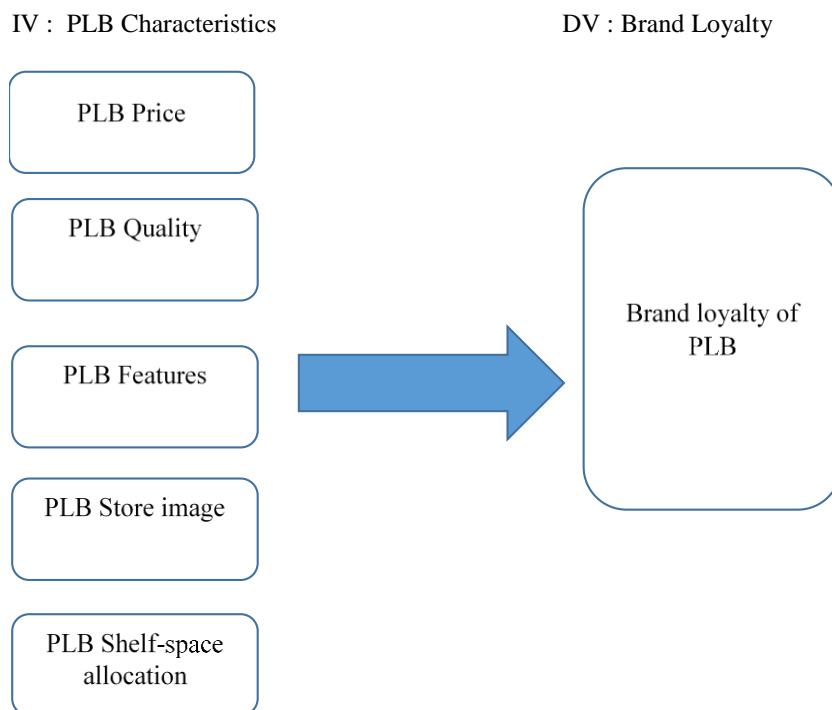 IV : PLB Characteristics
DV : Brand Loyalty
PLB Price
PLB Quality
PLB Features
PLB Store image
PLB Shelf-space
allocation
Brand loyalty of
PLB